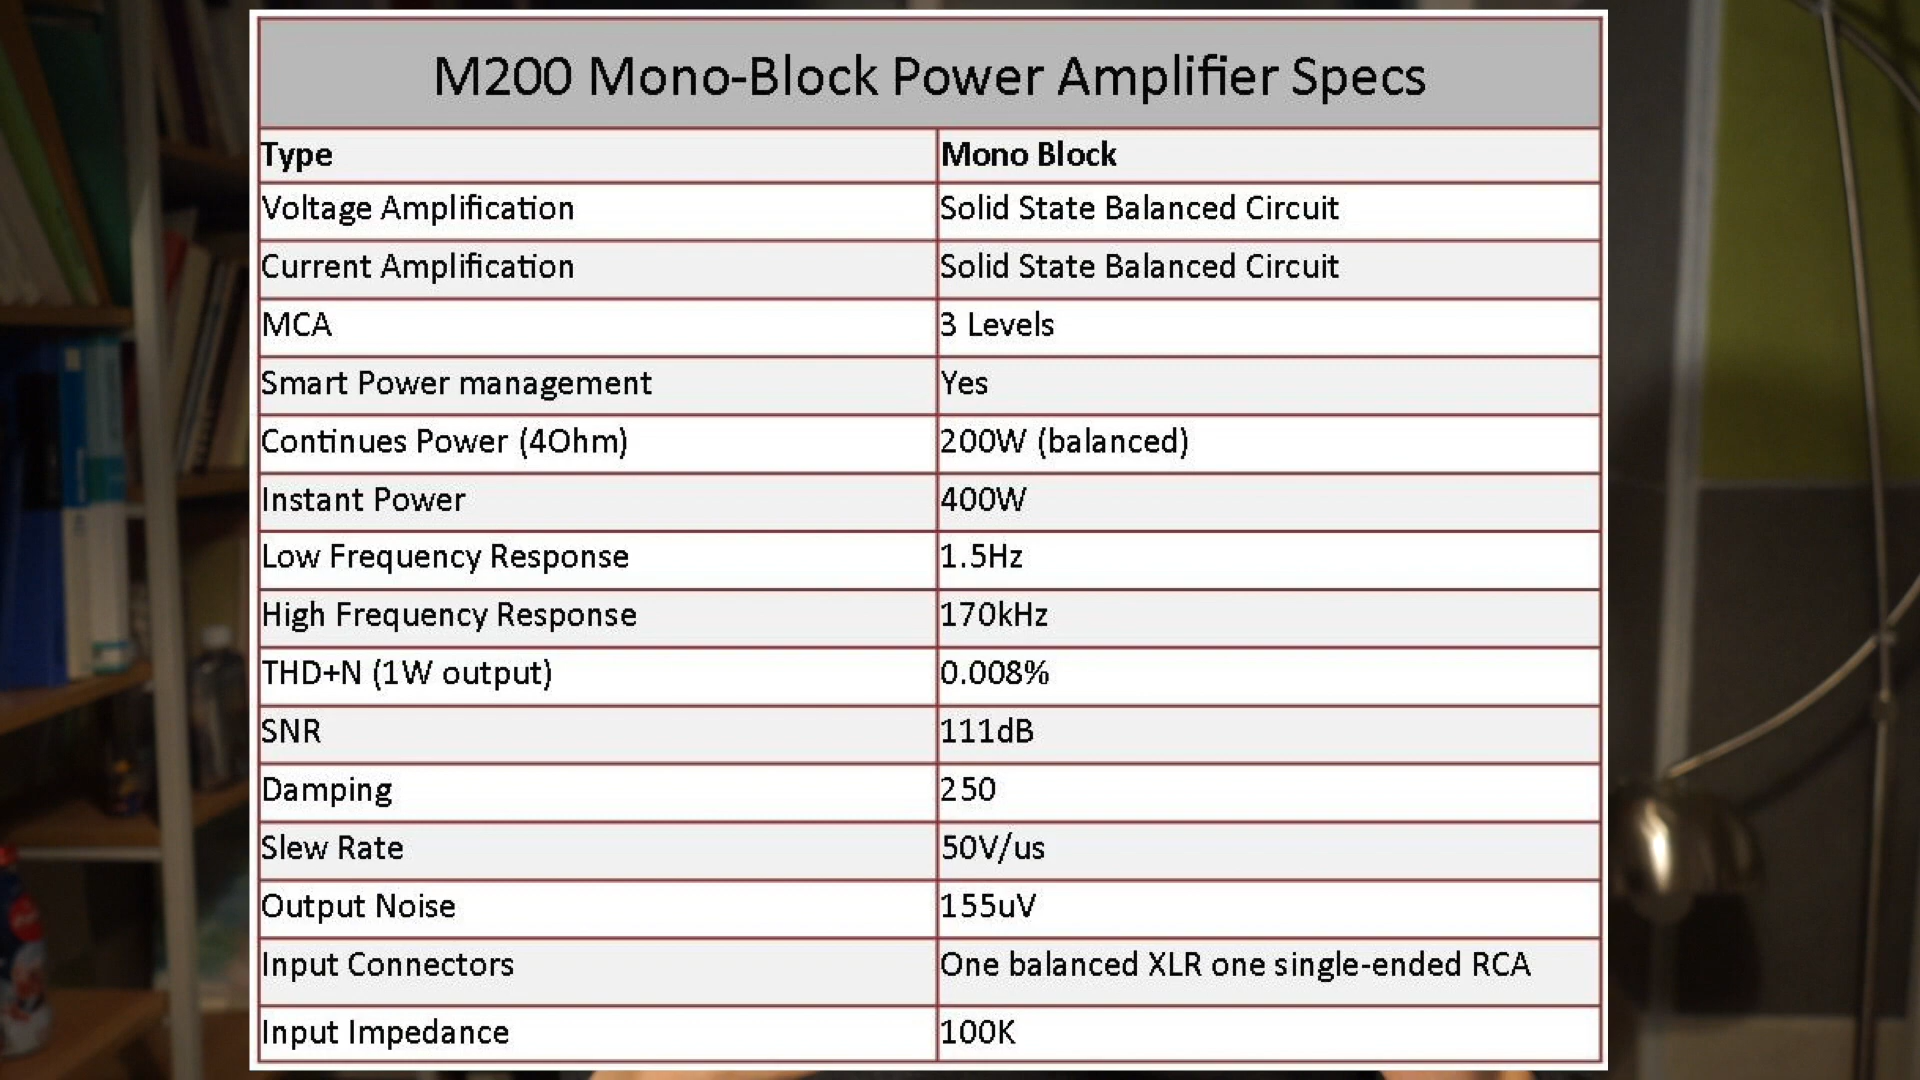 M200 Mono-Block Power Amplifier Specs
Type Mono Block
Voltage Amplification Solid State Balanced Circuit
Current Amplification Solid State Balanced Circuit
MCA 3 Levels
Smart Power management Yes
Continues Power (4Ohm) 200W (balanced)
Instant Power 400W
Low Frequency Response 1.5Hz
High Frequency Response 170kHz
THD+N (1W output) 0.008%
SNR 111dB
Damping 250
Slew Rate 50V/us
Output Noise 155uV
Input Connectors One balanced XLR one single-ended RCA
Input Impedance 100K